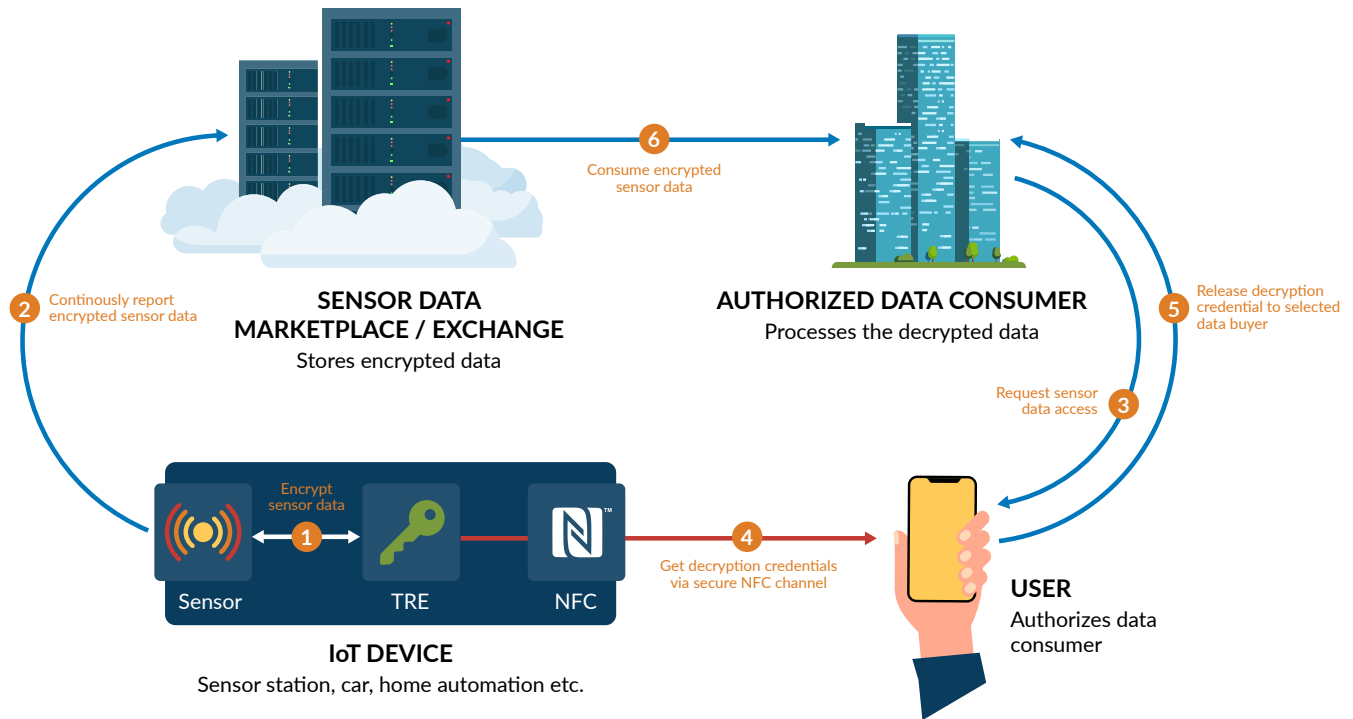 6
Consume encrypted
sensor data
2
Continously report
encrypted sensor data
SENSOR DATA
MARKETPLACE / EXCHANGE
Stores encrypted data
AUTHORIZED DATA CONSUMER
Processes the decrypted data
5
Release decryption
credential to selected
data buyer
Request sensor
data access
3
Encrypt
sensor data
1
4
Get decryption credentials
via secure NFC channel
TM
Sensor
TRE
NFC
IoT DEVICE
Sensor station, car, home automation etc.
USER
Authorizes data
consumer